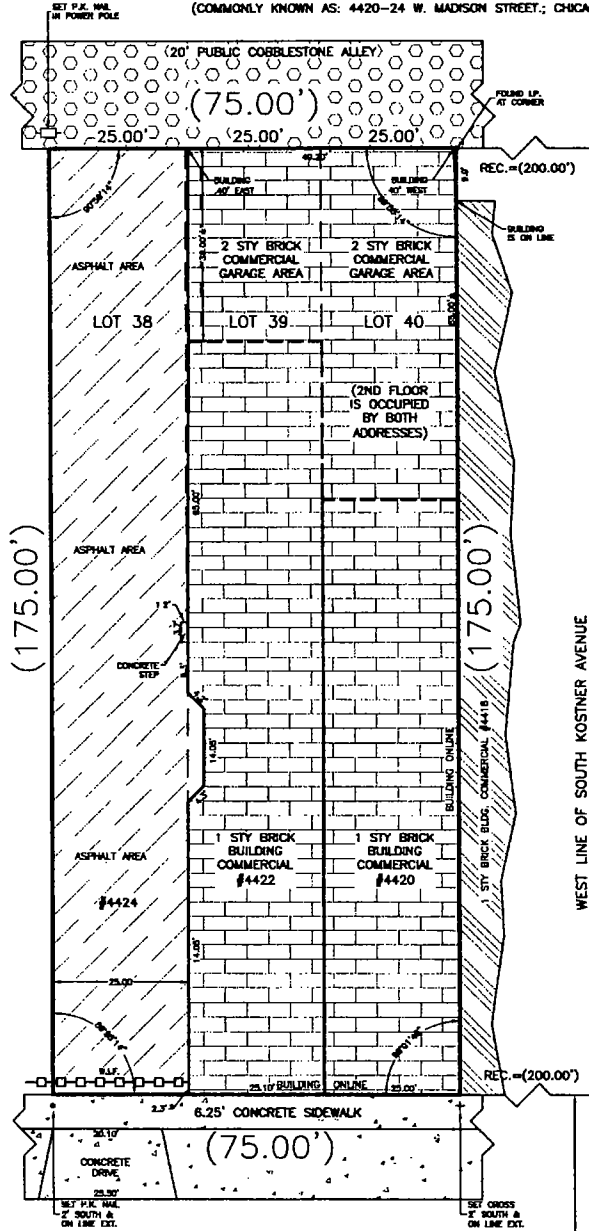 (COMMONLY KNOWN AS: 4420-24 W. MADISON STREET.; CHICA
SET P.K. NAIL
IN POWER POLE
(20' PUBLIC COBBLESTONE ALLEY)
(75.00')
FOUND I.P.
AT CORNER
25.00'
25.00'
25.00'
REC.=(200.00')
BUILDING
.40' EAST
BUILDING
.40' WEST
9.0'
BUILDING
IS ON LINE
ASPHALT AREA
2 STY BRICK
COMMERCIAL
GARAGE AREA
2 STY BRICK
COMMERCIAL
GARAGE AREA
LOT 38
LOT 39
LOT 40
(2ND FLOOR
IS OCCUPIED
BY BOTH
ADDRESSES)
ASPHALT AREA
(175.00')
(175.00')
CONCRETE
STEP
14.05'
BUILDING ONLINE
1 STY BRICK BLDG. COMMERCIAL #4418
WEST LINE OF SOUTH KOSTNER AVENUE
ASPHALT AREA
#4424
1 STY BRICK
BUILDING
COMMERCIAL
#4422
1 STY BRICK
BUILDING
COMMERCIAL
#4420
14.05'
25.00
W.I.F.
REC.=(200.00')
25.10'
BUILDING ONLINE
25.00'
6.25' CONCRETE SIDEWALK
(75.00')
20.10'
CONCRETE
DRIVE
25.50'
SET P.K. NAIL
2' SOUTH &
ON LINE EXT.
SET CROSS
2' SOUTH &
ON LINE EXT.